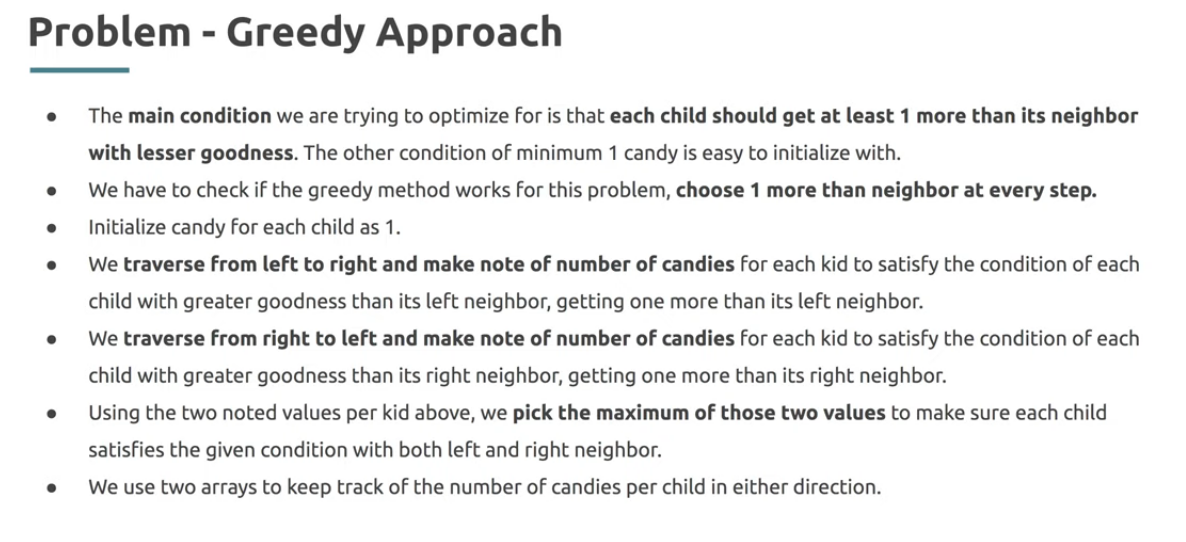 Problem - Greedy Approach
● The main condition we are trying to optimize for is that each child should get at least 1 more than its neighbor
with lesser goodness. The other condition of minimum 1 candy is easy to initialize with.
● We have to check if the greedy method works for this problem, choose 1 more than neighbor at every step.
● Initialize candy for each child as 1.
● We traverse from left to right and make note of number of candies for each kid to satisfy the condition of each
child with greater goodness than its left neighbor, getting one more than its left neighbor.
● We traverse from right to left and make note of number of candies for each kid to satisfy the condition of each
child with greater goodness than its right neighbor, getting one more than its right neighbor.
● Using the two noted values per kid above, we pick the maximum of those two values to make sure each child
satisfies the given condition with both left and right neighbor.
● We use two arrays to keep track of the number of candies per child in either direction.